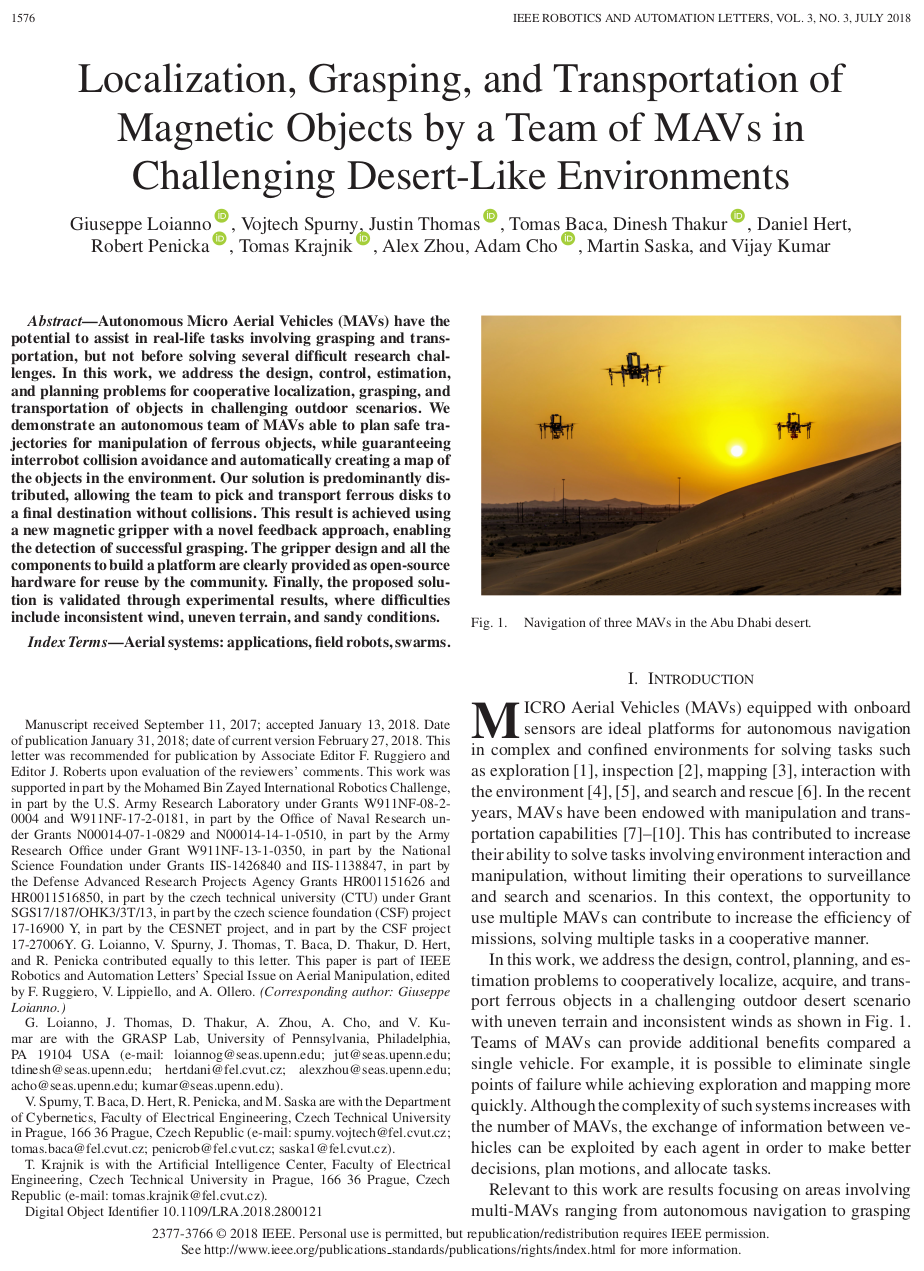 1576
IEEE ROBOTICS AND AUTOMATION LETTERS, VOL. 3, NO. 3, JULY 2018
Localization, Grasping, and Transportation of
Magnetic Objects by a Team of MAVs in
Challenging Desert-Like Environments
Giuseppe Loianno, Vojtech Spurny, Justin Thomas, Tomas Baca, Dinesh Thakur, Daniel Hert,
Robert Penicka, Tomas Krajnik, Alex Zhou, Adam Cho, Martin Saska, and Vijay Kumar
Abstract—Autonomous Micro Aerial Vehicles (MAVs) have the
potential to assist in real-life tasks involving grasping and trans-
portation, but not before solving several difficult research chal-
lenges. In this work, we address the design, control, estimation,
and planning problems for cooperative localization, grasping, and
transportation of objects in challenging outdoor scenarios. We
demonstrate an autonomous team of MAVs able to plan safe tra-
jectories for manipulation of ferrous objects, while guaranteeing
interrobot collision avoidance and automatically creating a map of
the objects in the environment. Our solution is predominantly dis-
tributed, allowing the team to pick and transport ferrous disks to
a final destination without collisions. This result is achieved using
a new magnetic gripper with a novel feedback approach, enabling
the detection of successful grasping. The gripper design and all the
components to build a platform are clearly provided as open-source
hardware for reuse by the community. Finally, the proposed solu-
tion is validated through experimental results, where difficulties
include inconsistent wind, uneven terrain, and sandy conditions.
Index Terms—Aerial systems: applications, field robots, swarms.
Manuscript received September 11, 2017; accepted January 13, 2018. Date
of publication January 31, 2018; date of current version February 27, 2018. This
letter was recommended for publication by Associate Editor F. Ruggiero and
Editor J. Roberts upon evaluation of the reviewers' comments. This work was
supported in part by the Mohamed Bin Zayed International Robotics Challenge,
in part by the U.S. Army Research Laboratory under Grants W911NF-08-2-
0004 and W911NF-17-2-0181, in part by the Office of Naval Research un-
der Grants N00014-07-1-0829 and N00014-14-1-0510, in part by the Army
Research Office under Grant W911NF-13-1-0350, in part by the National
Science Foundation under Grants IIS-1426840 and IIS-1138847, in part by
the Defense Advanced Research Projects Agency Grants HR001151626 and
HR0011516850, in part by the czech technical university (CTU) under Grant
SGS17/187/OHK3/3T/13, in part by the czech science foundation (CSF) project
17-16900 Y, in part by the CESNET project, and in part by the CSF project
17-27006Y. G. Loianno, V. Spurny, J. Thomas, T. Baca, D. Thakur, D. Hert,
and R. Penicka contributed equally to this letter. This paper is part of IEEE
Robotics and Automation Letters' Special Issue on Aerial Manipulation, edited
by F. Ruggiero, V. Lippiello, and A. Ollero. (Corresponding author: Giuseppe
Loianno.)
G. Loianno, J. Thomas, D. Thakur, A. Zhou, A. Cho, and V. Ku-
mar are with the GRASP Lab, University of Pennsylvania, Philadelphia,
PA 19104 USA (e-mail: loiannog@seas.upenn.edu; jut@seas.upenn.edu;
tdinesh@seas.upenn.edu; hertdani@fel.cvut.cz; alexzhou@seas.upenn.edu;
acho@seas.upenn.edu; kumar@seas.upenn.edu).
V. Spurny, T. Baca, D. Hert, R. Penicka, and M. Saska are with the Department
of Cybernetics, Faculty of Electrical Engineering, Czech Technical University
in Prague, 166 36 Prague, Czech Republic (e-mail: spurny.vojtech@fel.cvut.cz;
tomas.baca@fel.cvut.cz; penicrob@fel.cvut.cz; saska1@fel.cvut.cz).
T. Krajnik is with the Artificial Intelligence Center, Faculty of Electrical
Engineering, Czech Technical University in Prague, 166 36 Prague, Czech
Republic (e-mail: tomas.krajnik@fel.cvut.cz).
Digital Object Identifier 10.1109/LRA.2018.2800121
Fig. 1. Navigation of three MAVs in the Abu Dhabi desert.
I. INTRODUCTION
MICRO Aerial Vehicles (MAVs) equipped with onboard
sensors are ideal platforms for autonomous navigation
in complex and confined environments for solving tasks such
as exploration [1], inspection [2], mapping [3], interaction with
the environment [4], [5], and search and rescue [6]. In the recent
years, MAVs have been endowed with manipulation and trans-
portation capabilities [7]–[10]. This has contributed to increase
their ability to solve tasks involving environment interaction and
manipulation, without limiting their operations to surveillance
and search and scenarios. In this context, the opportunity to
use multiple MAVs can contribute to increase the efficiency of
missions, solving multiple tasks in a cooperative manner.
In this work, we address the design, control, planning, and es-
timation problems to cooperatively localize, acquire, and trans-
port ferrous objects in a challenging outdoor desert scenario
with uneven terrain and inconsistent winds as shown in Fig. 1.
Teams of MAVs can provide additional benefits compared a
single vehicle. For example, it is possible to eliminate single
points of failure while achieving exploration and mapping more
quickly. Although the complexity of such systems increases with
the number of MAVs, the exchange of information between ve-
hicles can be exploited by each agent in order to make better
decisions, plan motions, and allocate tasks.
Relevant to this work are results focusing on areas involving
multi-MAVs ranging from autonomous navigation to grasping
2377-3766 © 2018 IEEE. Personal use is permitted, but republication/redistribution requires IEEE permission.
See http://www.ieee.org/publications_standards/publications/rights/index.html for more information.